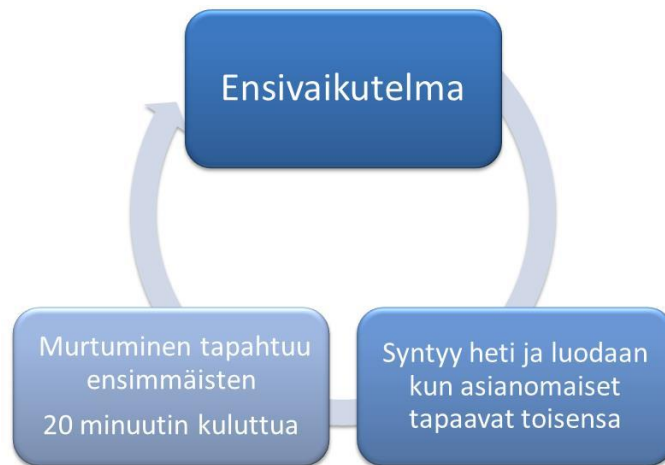 Ensivaikutelma
Murtuminen tapahtuu
ensimmäisten
20 minuutin kuluttua
Syntyy heti ja luodaan
kun asianomaiset
tapaavat toisensa